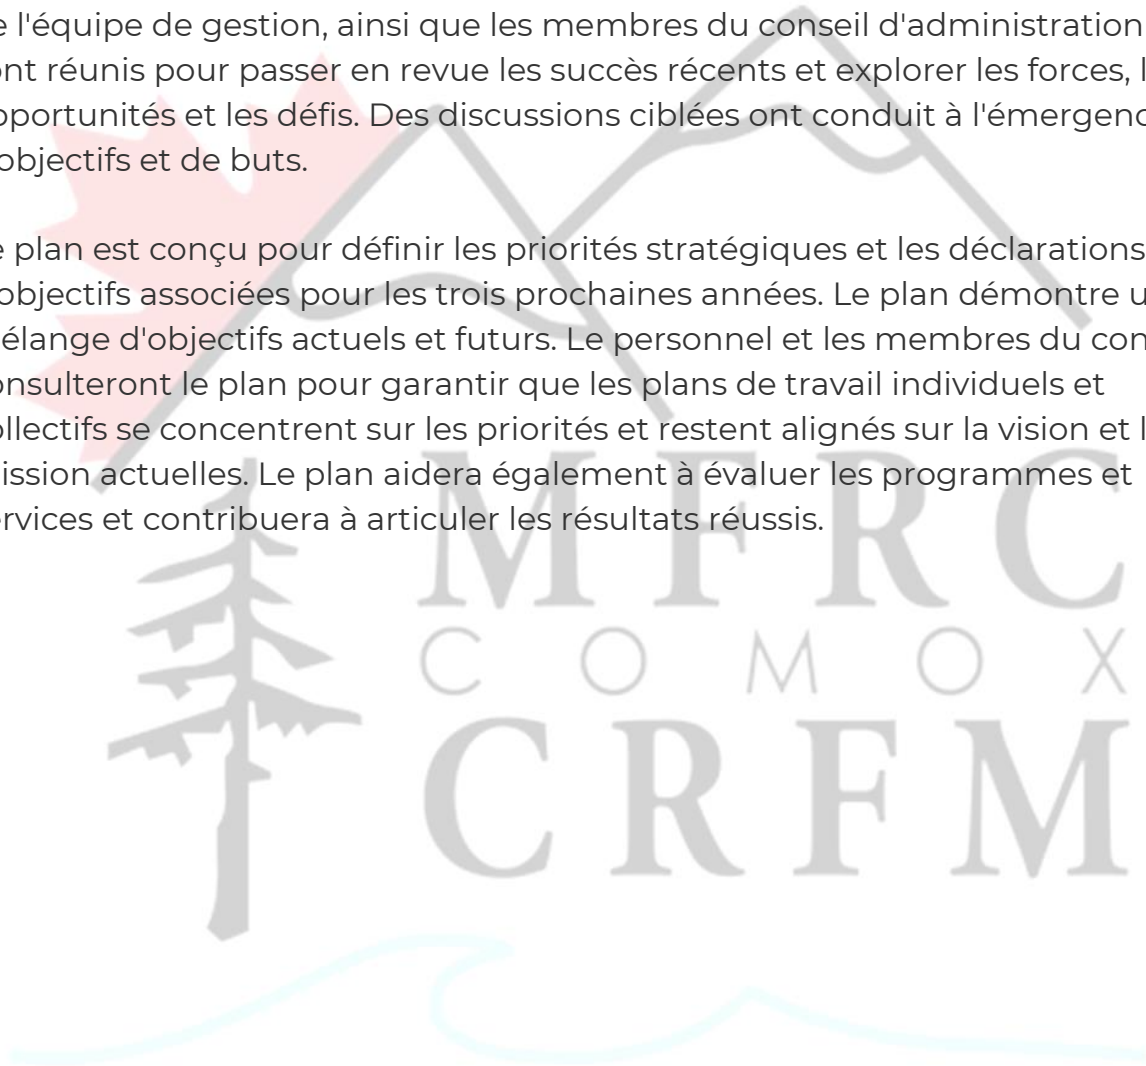 e l'équipe de gestion, ainsi que les membres du conseil d'administration
ont réunis pour passer en revue les succès récents et explorer les forces, l
pportunités et les défis. Des discussions ciblées ont conduit à l'émergenc
objectifs et de buts.
e plan est conçu pour définir les priorités stratégiques et les déclarations
objectifs associées pour les trois prochaines années. Le plan démontre u
élange d'objectifs actuels et futurs. Le personnel et les membres du con
onsulteront le plan pour garantir que les plans de travail individuels et
ollectifs se concentrent sur les priorités et restent alignés sur la vision et l
ission actuelles. Le plan aidera également à évaluer les programmes et
ervices et contribuera à articuler les résultats réussis.
MFRC
COMOX
CRFM